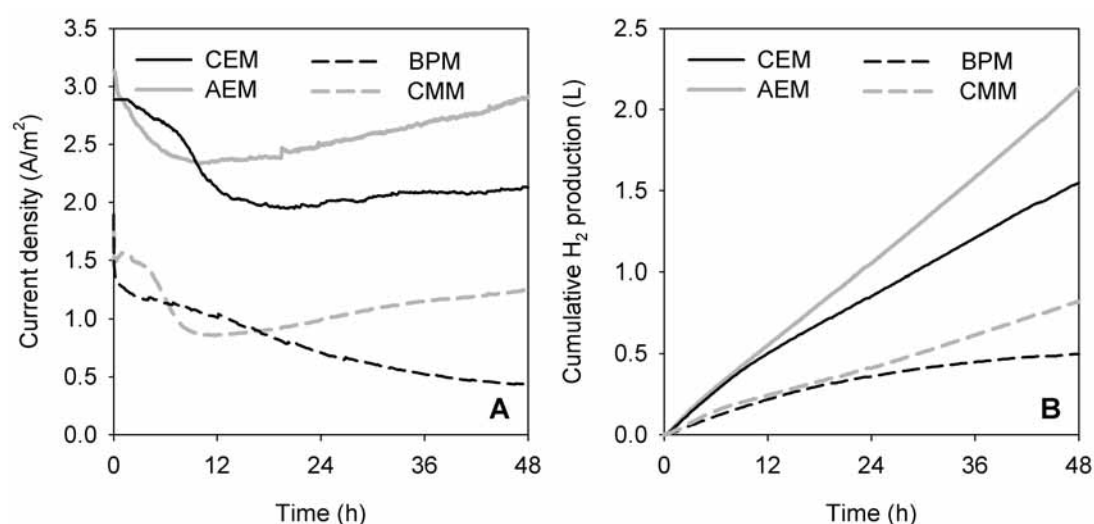 Current density (A/m²)
3.5
3.0
2.5
2.0
1.5
1.0
0.5
0.0
CEM
AEM
BPM
CMM
A
0
12
24
36
48
Time (h)
Cumulative H₂ production (L)
2.5
2.0
1.5
1.0
0.5
0.0
CEM
AEM
BPM
CMM
B
0
12
24
36
48
Time (h)